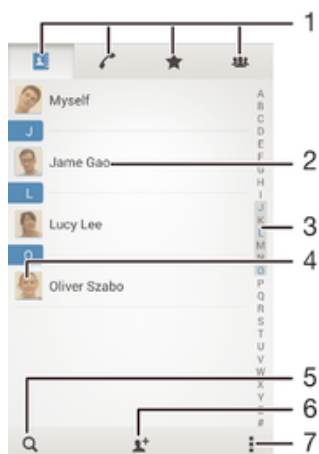 1
Myself
J
Jame Gao
2
L
Lucy Lee
3
O
4
Oliver Szabo
A
B
C
D
E
F
G
H
I
J
K
L
M
N
O
P
Q
R
S
T
U
V
W
X
Y
Z
#
5
6
7